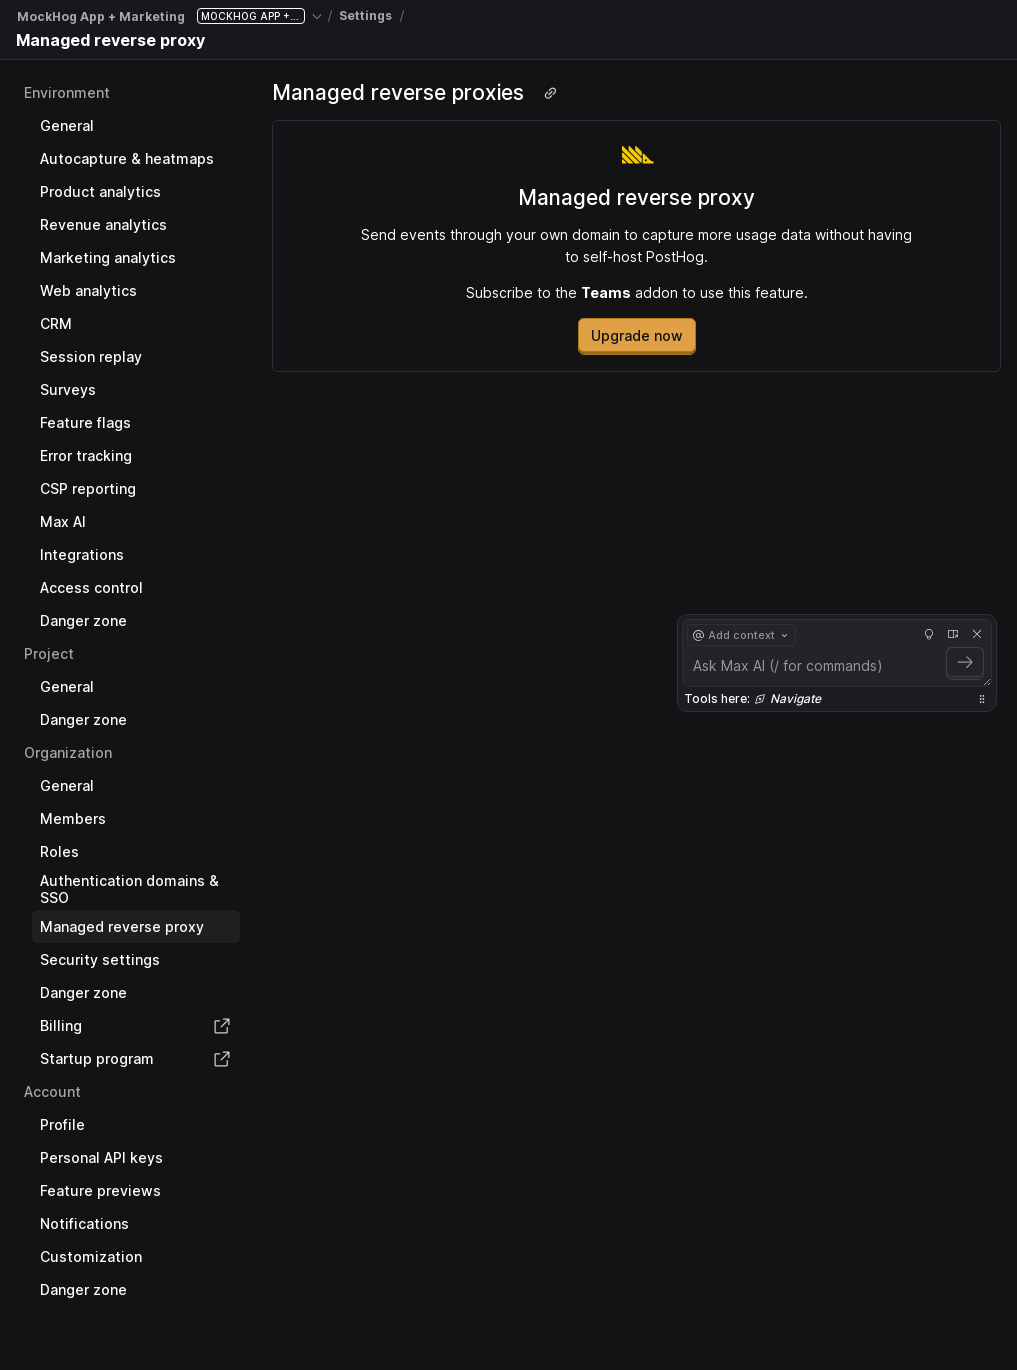 MockHog App + Marketing MOCKHOG APP +... / Settings /
Managed reverse proxy
Environment
General
Autocapture & heatmaps
Product analytics
Revenue analytics
Marketing analytics
Web analytics
CRM
Session replay
Surveys
Feature flags
Error tracking
CSP reporting
Max AI
Integrations
Access control
Danger zone
Project
General
Danger zone
Organization
General
Members
Roles
Authentication domains &
SSO
Managed reverse proxy
Security settings
Danger zone
Billing
Startup program
Account
Profile
Personal API keys
Feature previews
Notifications
Customization
Danger zone
Managed reverse proxies
Managed reverse proxy
Send events through your own domain to capture more usage data without having
to self-host PostHog.
Subscribe to the Teams addon to use this feature.
Upgrade now
@ Add context
Ask Max AI (/ for commands)
Tools here: Navigate